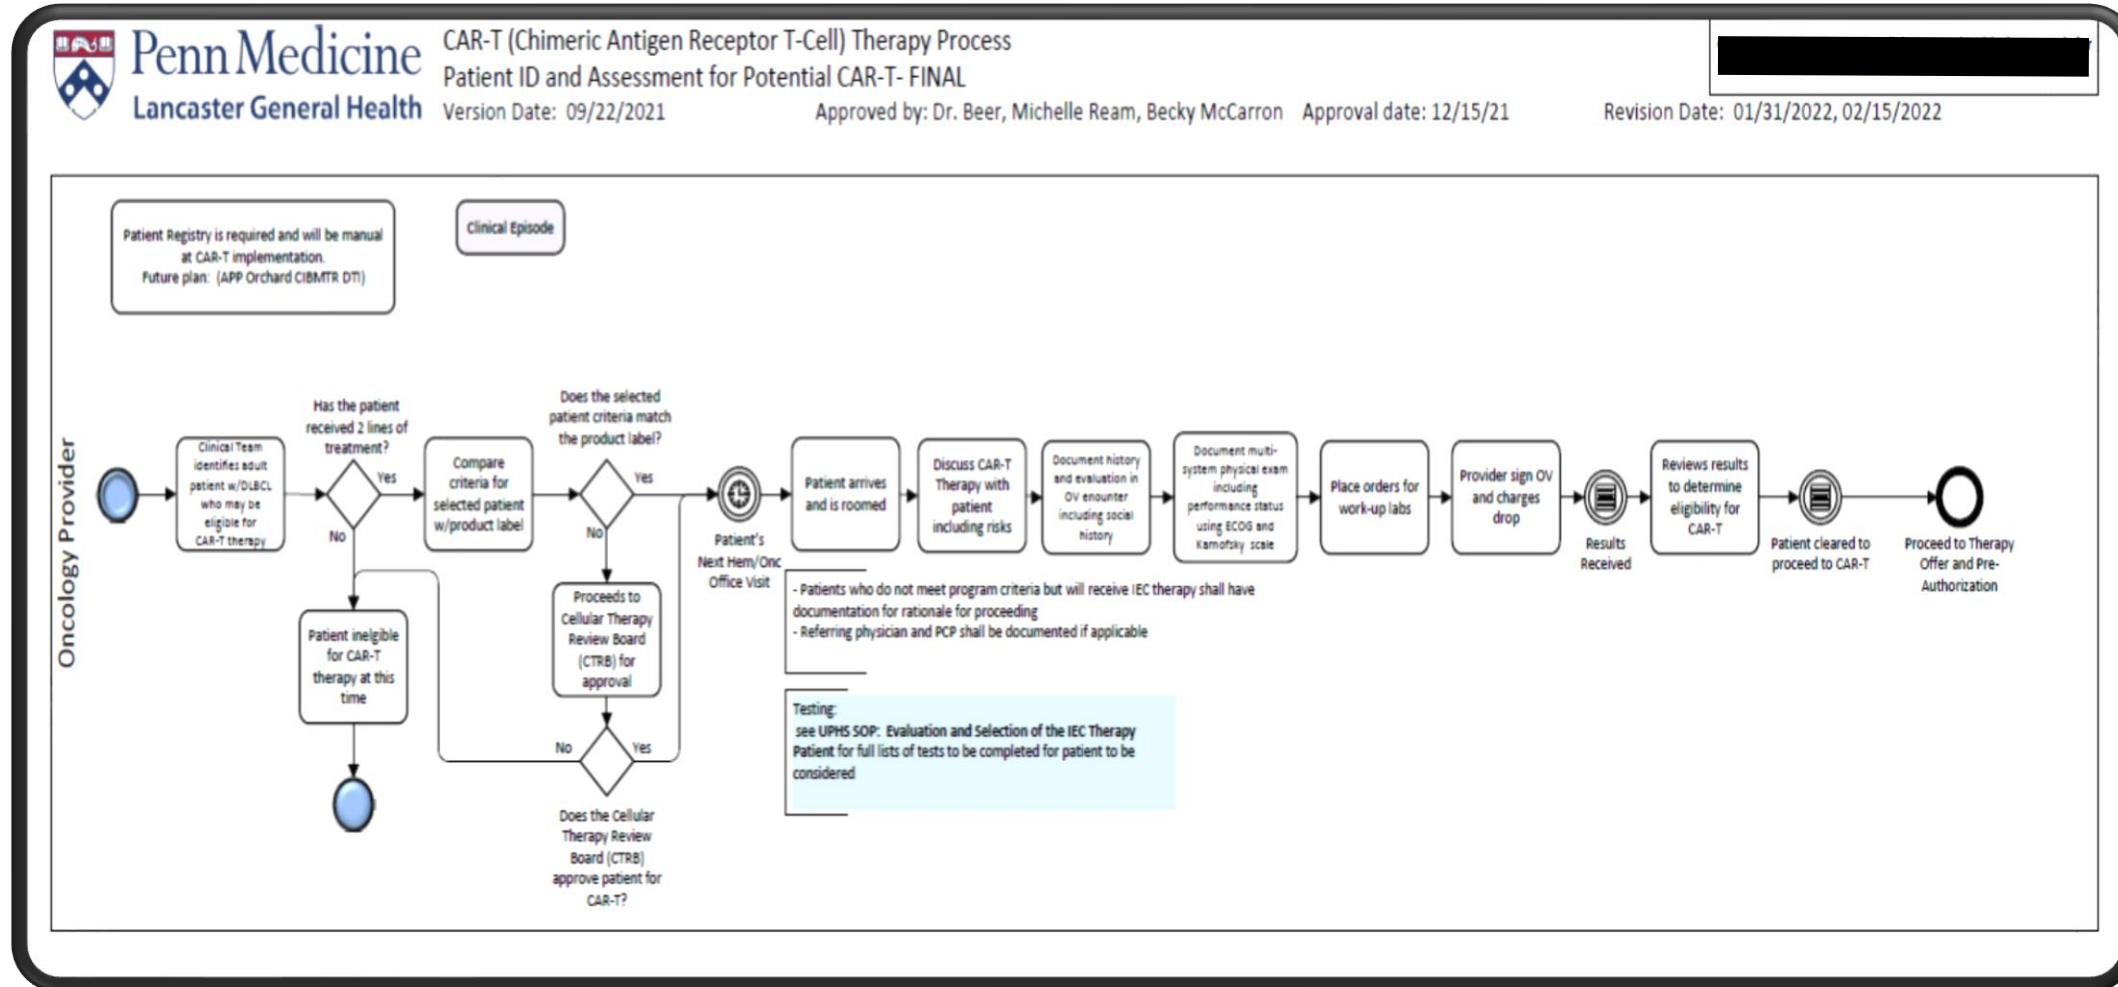 Penn Medicine
Lancaster General Health
CAR-T (Chimeric Antigen Receptor T-Cell) Therapy Process
Patient ID and Assessment for Potential CAR-T- FINAL
Version Date: 09/22/2021
Approved by: Dr. Beer, Michelle Ream, Becky McCarron Approval date: 12/15/21
Revision Date: 01/31/2022, 02/15/2022
Patient Registry is required and will be manual
at CAR-T implementation.
Future plan: (APP Orchard CIBMTR DTI)
Clinical Episode
Oncology Provider
Clinical Team
identifies adult
patient w/DLBCL
who may be
eligible for
CAR-T therapy
Has the patient
received 2 lines of
treatment?
Yes
No
Patient inelgible
for CAR-T
therapy at this
time
Compare
criteria for
selected patient
w/product label
Does the selected
patient criteria match
the product label?
Yes
No
Proceeds to
Cellular Therapy
Review Board
(CTRB) for
approval
No
Yes
Does the Cellular
Therapy Review
Board (CTRB)
approve patient for
CAR-T?
Patient's
Next Hem/Onc
Office Visit
Patient arrives
and is roomed
Discuss CAR-T
Therapy with
patient
including risks
Document history
and evaluation in
OV enounter
including social
history
Document multi-
system physical exam
including
performance status
using ECOG and
Karnofsky scale
Place orders for
work-up labs
Provider sign OV
and charges
drop
Results
Received
Reviews results
to determine
eligibility for
CAR-T
Patient cleared to
proceed to CAR-T
Proceed to Therapy
Offer and Pre-
Authorization
- Patients who do not meet program criteria but will receive IEC therapy shall have
documentation for rationale for proceeding
- Referring physician and PCP shall be documented if applicable
Testing:
see UPHS SOP: Evaluation and Selection of the IEC Therapy
Patient for full lists of tests to be completed for patient to be
considered